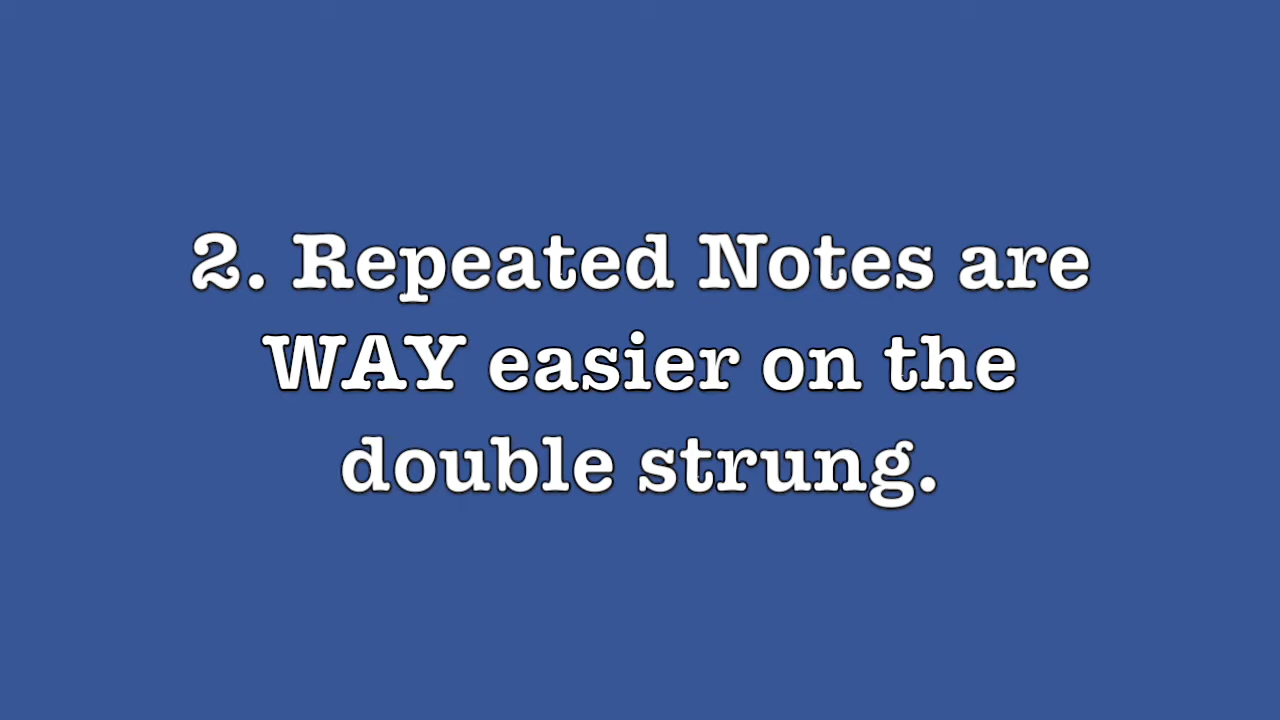 2. Repeated Notes are
WAY easier on the
double strung.